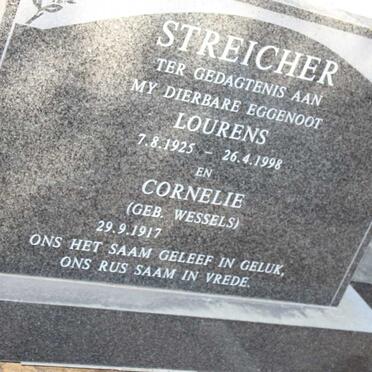 STREICHER
TER GEDAGTENIS AAN
MY DIERBARE EGGENOOT
LOURENS
7.8.1925 - 26.4.1998
EN
CORNELIE
(GEB. WESSELS)
29.9.1917
ONS HET SAAM GELEEF IN GELUK,
ONS RUS SAAM IN VREDE.